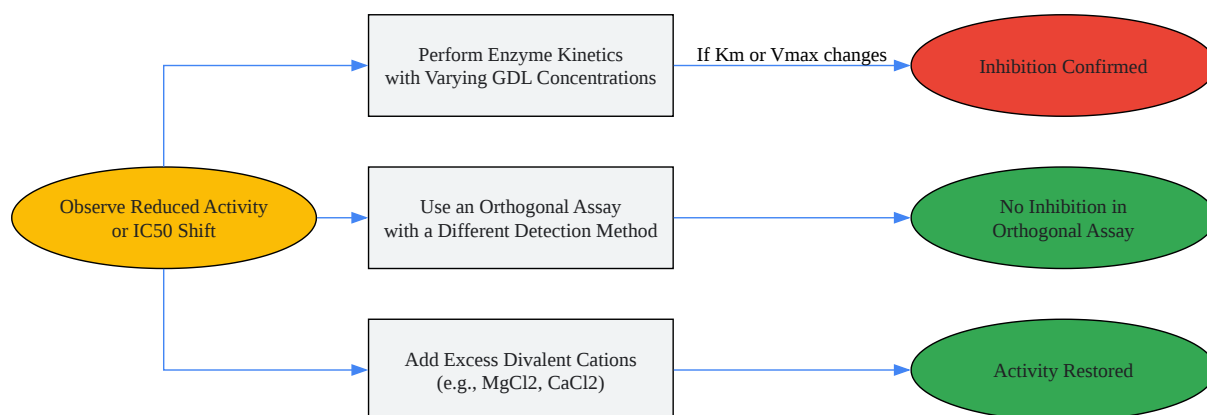 Perform Enzyme Kinetics
with Varying GDL Concentrations
If Km or Vmax changes
Inhibition Confirmed
Observe Reduced Activity
or IC50 Shift
Use an Orthogonal Assay
with a Different Detection Method
No Inhibition in
Orthogonal Assay
Add Excess Divalent Cations
(e.g., MgCl2, CaCl2)
Activity Restored